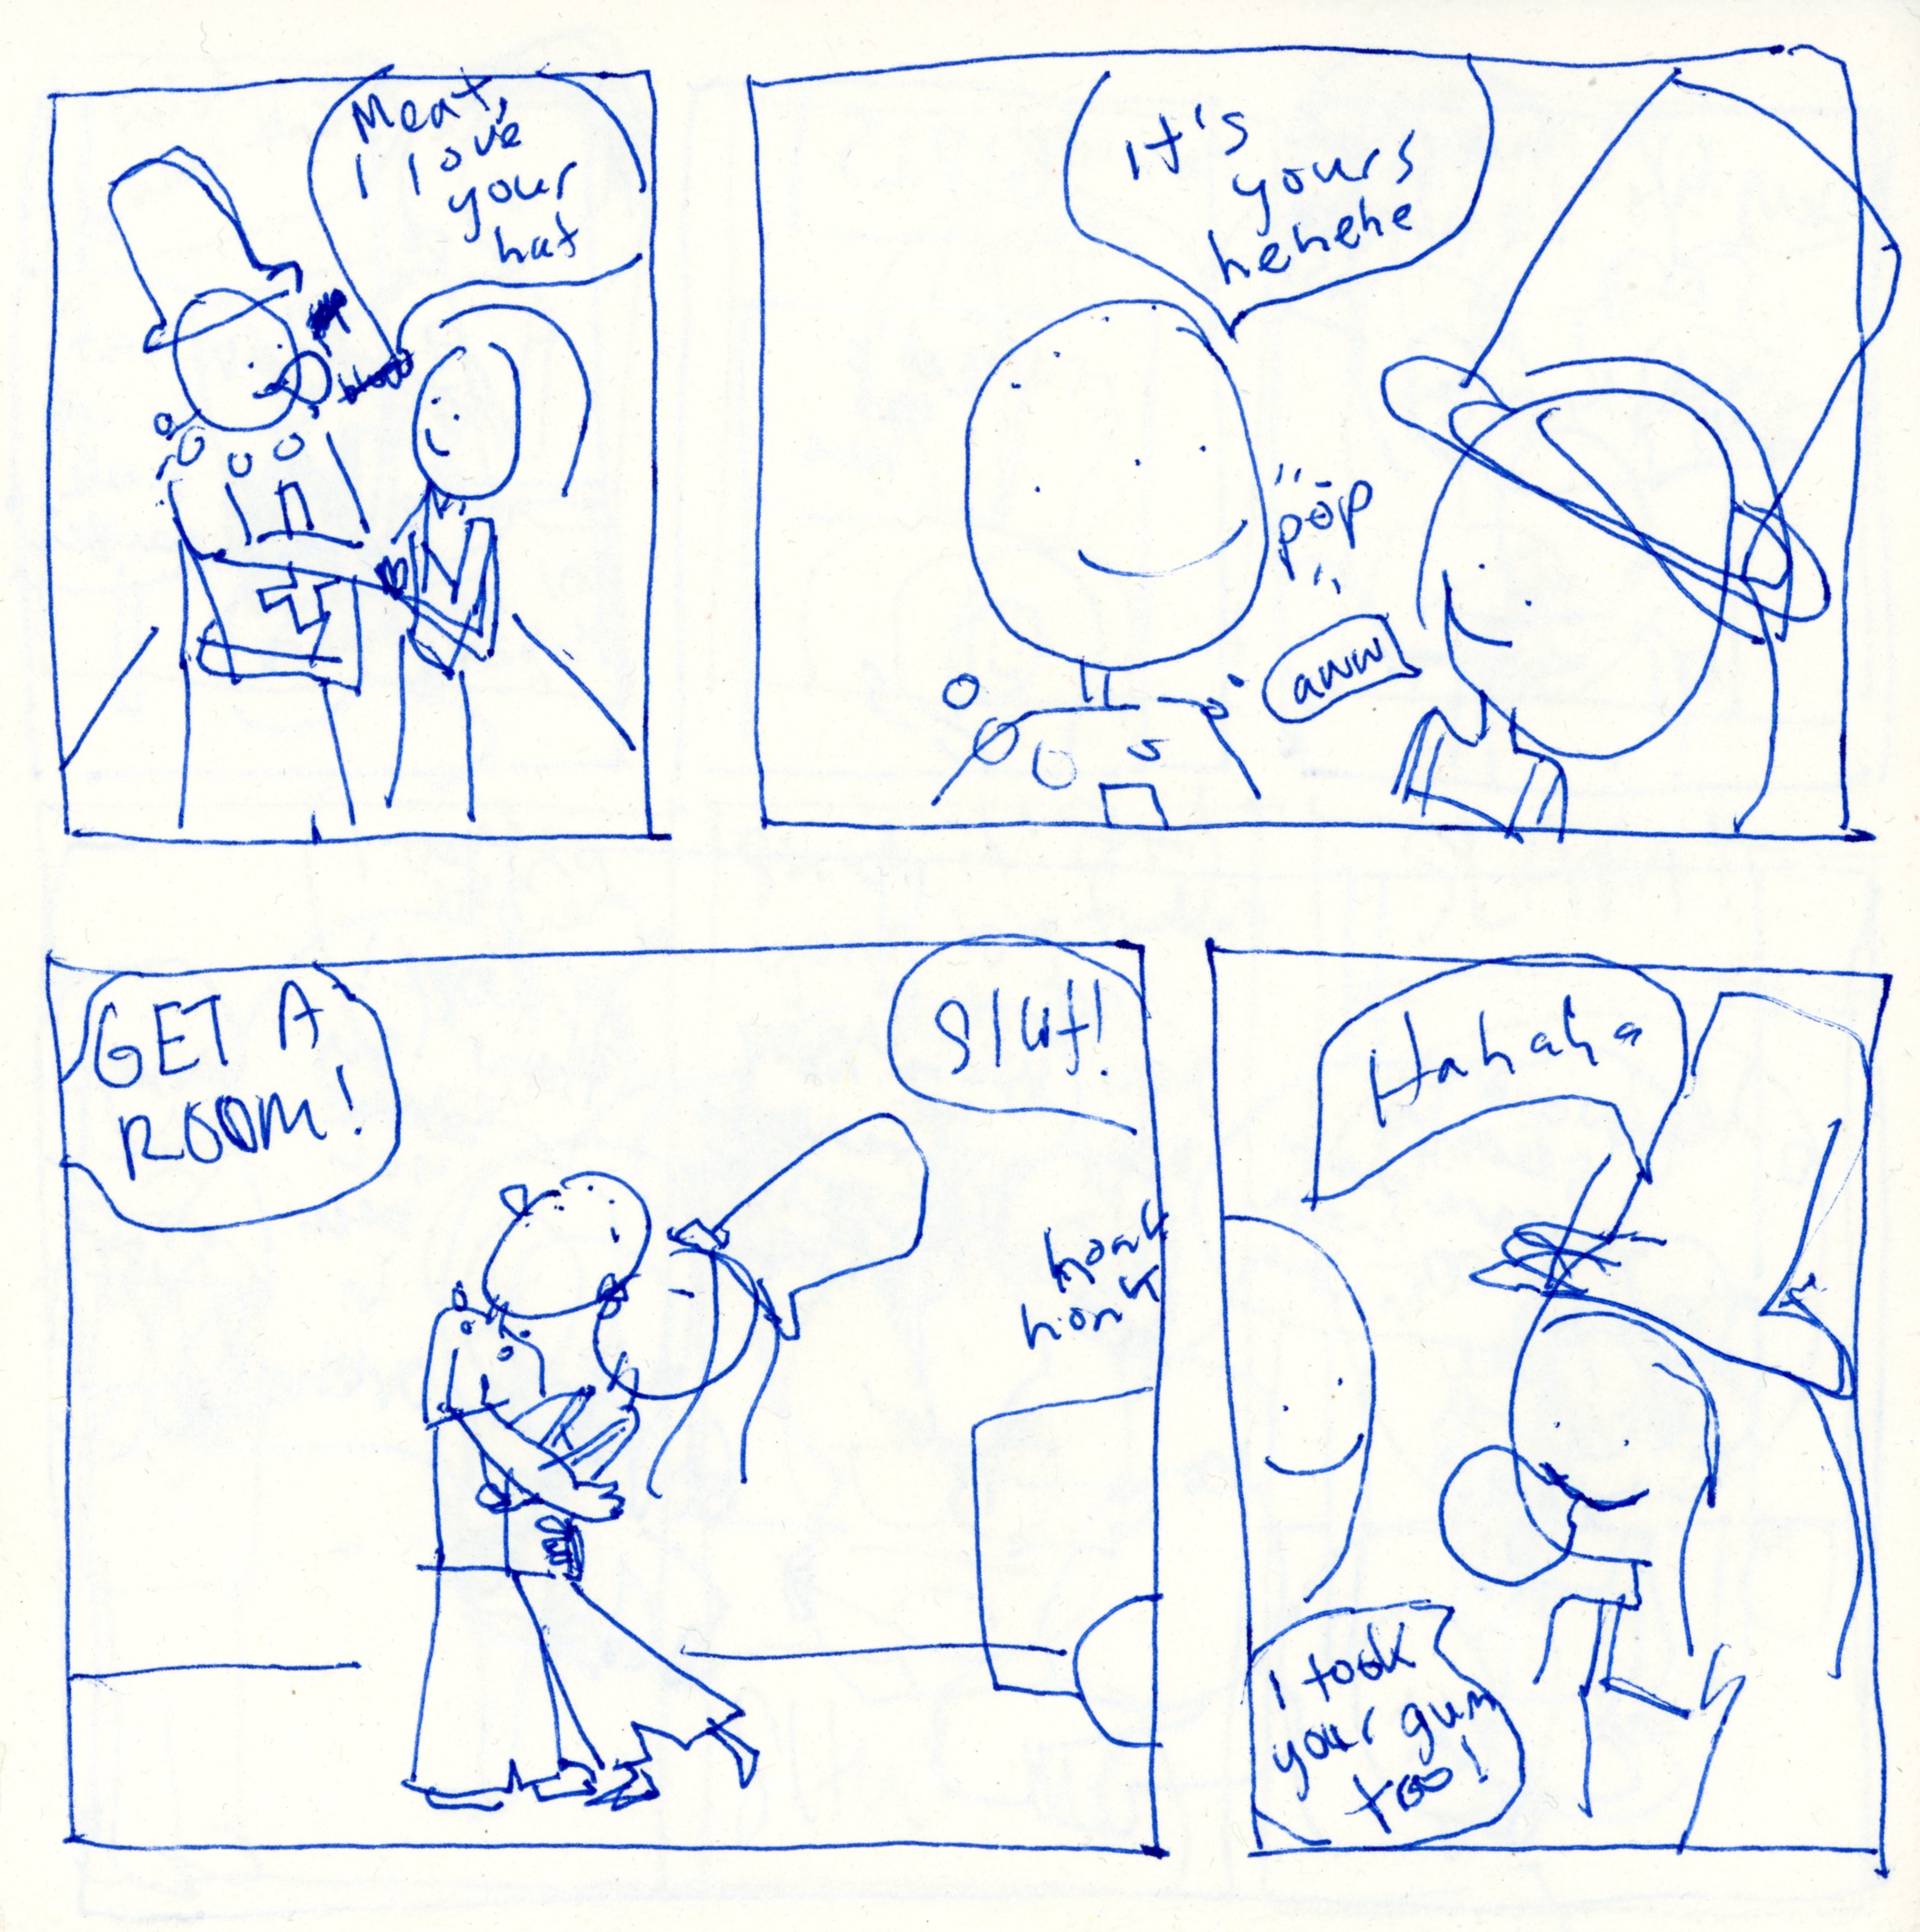 Meat,
I love
your
hat
It's
yours
hehehe
pop
aww
GET A
ROOM!
Slut!
honk
honk
Hahaha
I took
your gum
too!